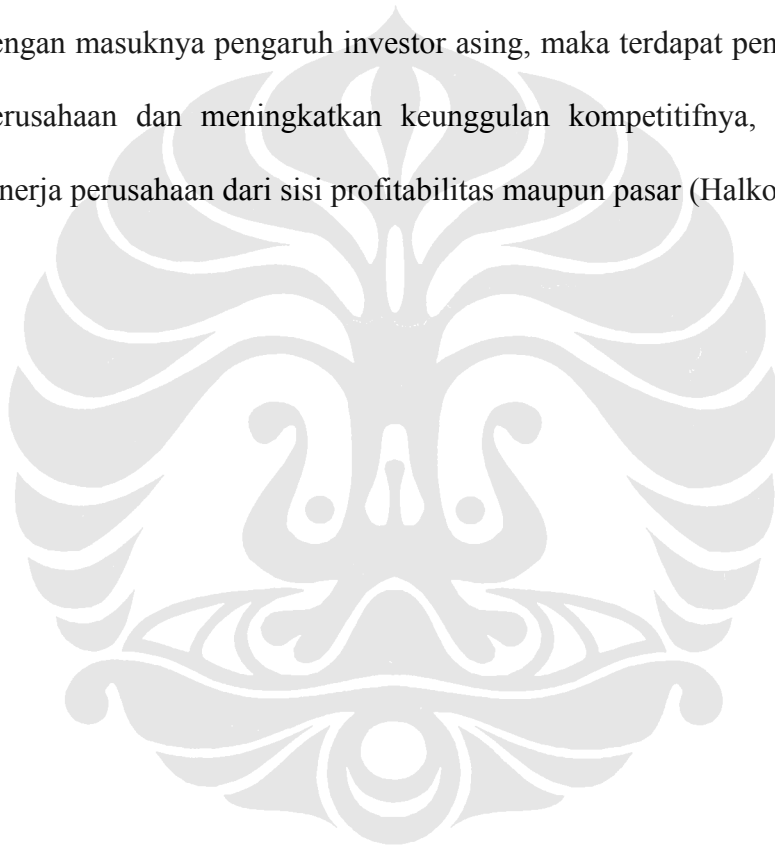 engan masuknya pengaruh investor asing, maka terdapat pen
erusahaan dan meningkatkan keunggulan kompetitifnya,
nerja perusahaan dari sisi profitabilitas maupun pasar (Halko